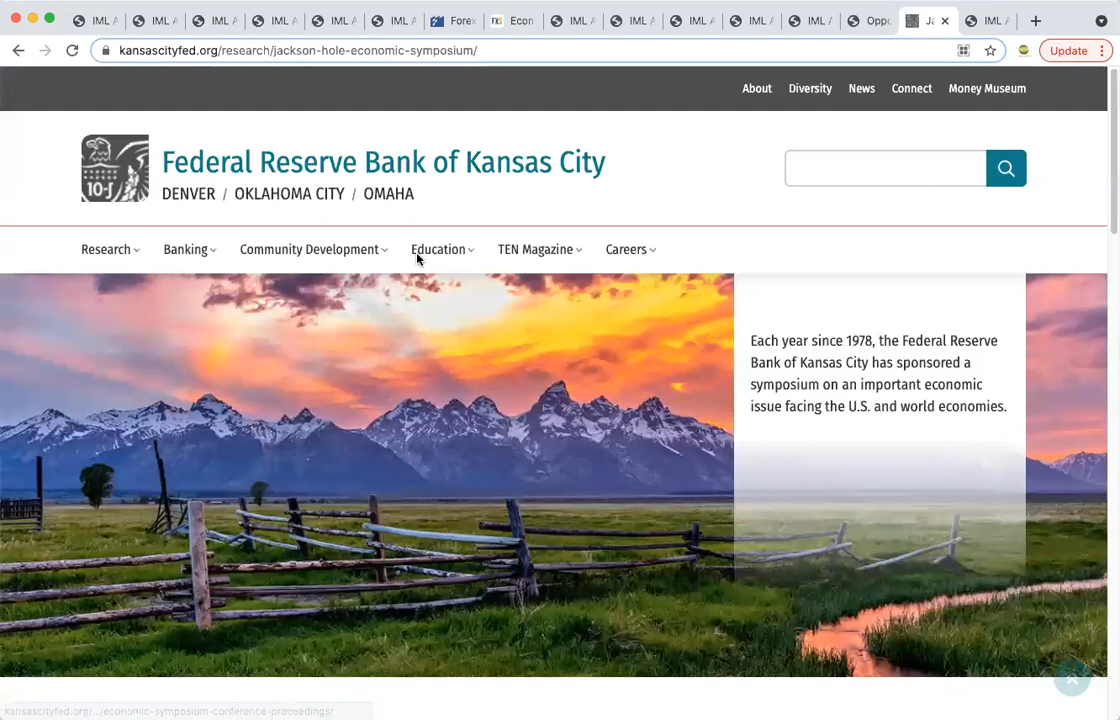 IML A
IML A
IML A
IML A
IML A
IML A
Forex
FXS
Econ
IML A
IML A
IML A
IML A
IML /
Oppo
Ja
IML A
kansascityfed.org/research/jackson-hole-economic-symposium/
Update
About
Diversity
News
Connect
Money Museum
10-J
Federal Reserve Bank of Kansas City
DENVER / OKLAHOMA CITY / OMAHA
Research
Banking
Community Development
Education
TEN Magazine
Careers
Each year since 1978, the Federal Reserve
Bank of Kansas City has sponsored a
symposium on an important economic
issue facing the U.S. and world economies.
kansascityfed.org/.../economic-symposium-conference-proceedings/